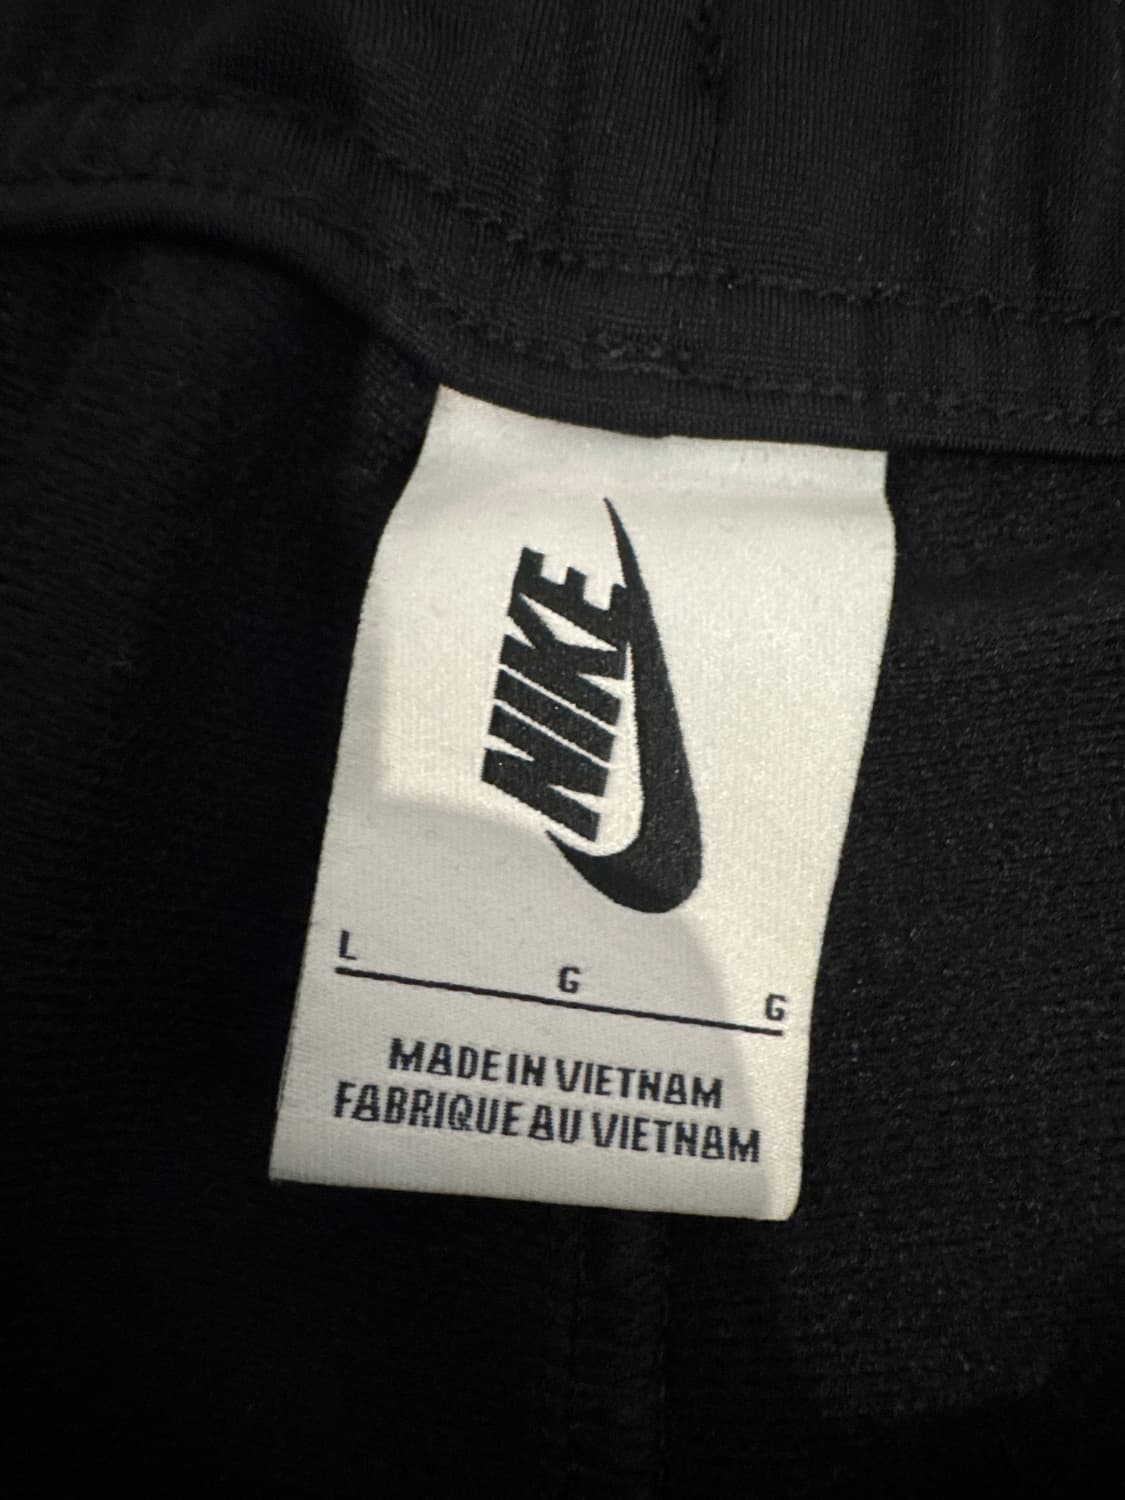 NIKE
L G G
MADE IN VIETNAM
FABRIQUE AU VIETNAM